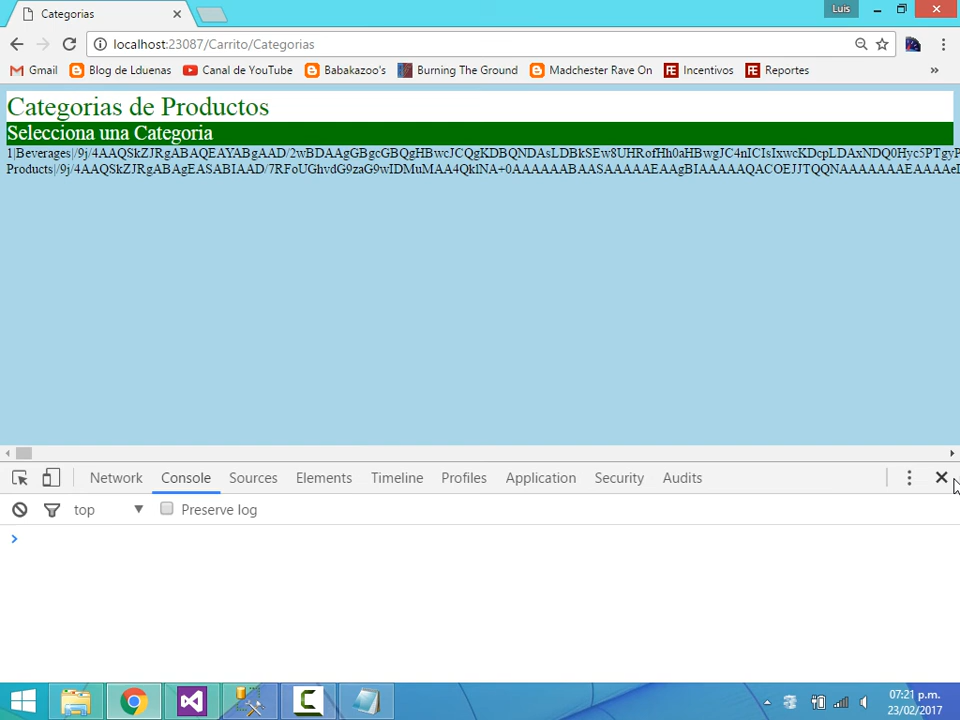 Categorias
Luis
localhost:23087/Carrito/Categorias
Gmail
Blog de Lduenas
Canal de YouTube
Babakazoo's
Burning The Ground
Madchester Rave On
Incentivos
Reportes
»
Categorias de Productos
Selecciona una Categoria
1|Beverages|/9j/4AAQSkZJRgABAQEAYABgAAD/2wBDAAgGBgcGBQgHBwcJCQgKDBQNDAsLDBkSEw8UHRofHh0aHBwgJC4nICIsIxwcKDcpLDAxNDQ0Hyc5PTgyP
Products|/9j/4AAQSkZJRgABAgEASABIAAD/7RFoUGhvdG9zaG9wIDMuMAA4QklNA+0AAAAAABAASAAAAAEAAgBIAAAAAQACOEJJTQQNAAAAAAAEAAAAeD
Network
Console
Sources
Elements
Timeline
Profiles
Application
Security
Audits
top
Preserve log
07:21 p.m.
23/02/2017